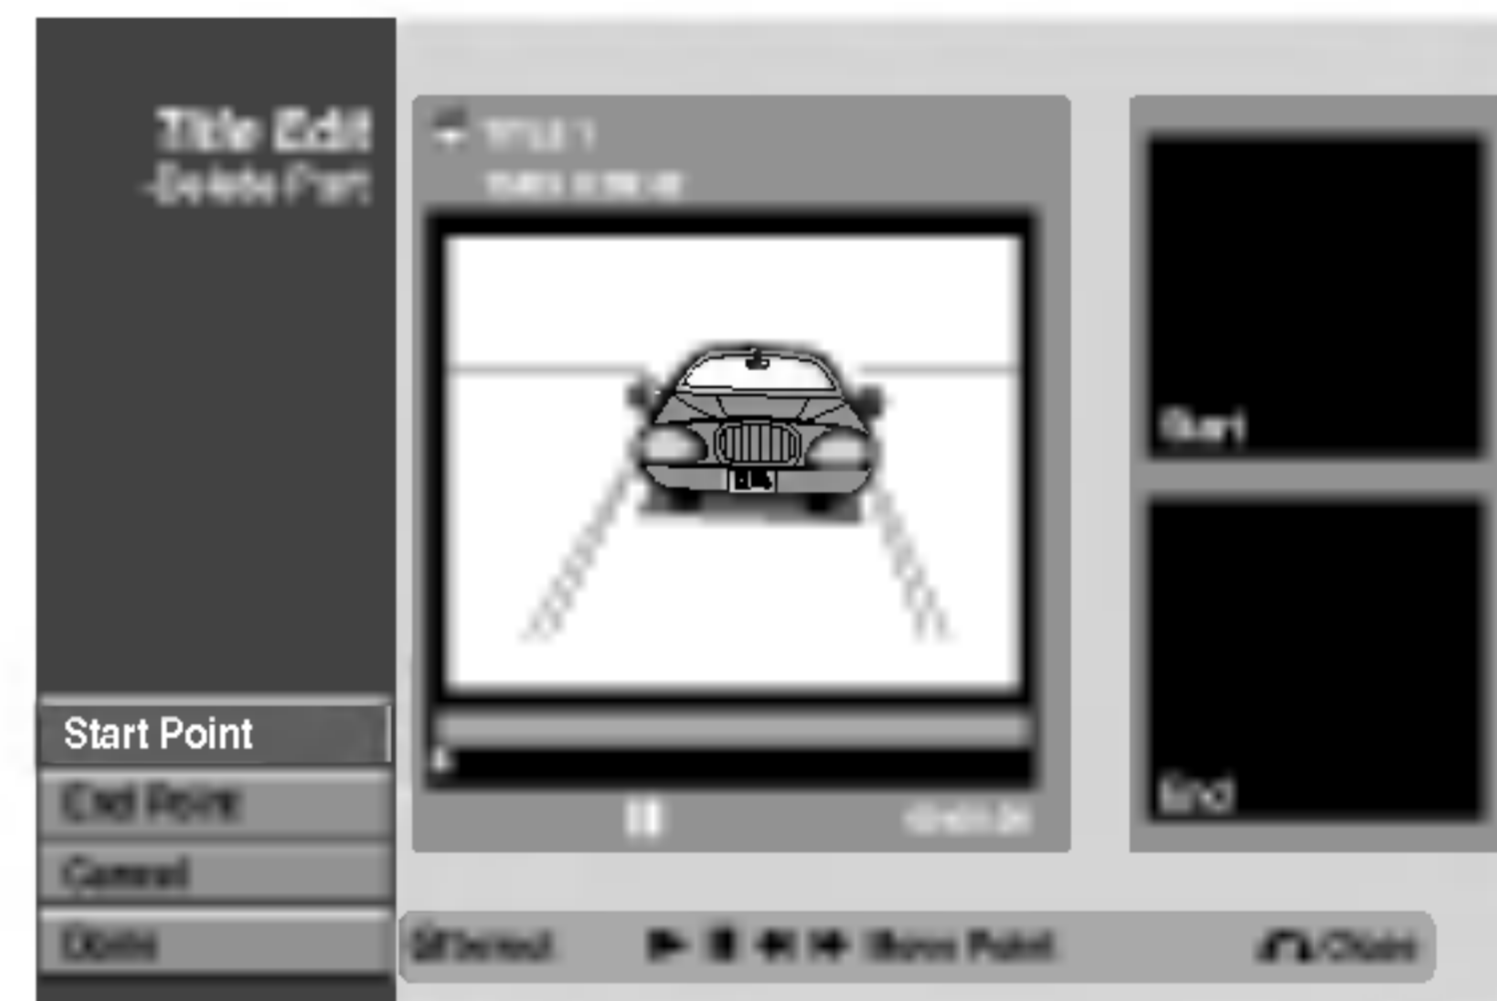 Title Edit
-Delete Part
TITLE 1
Start
End
Start Point
End Point
Cancel
Done
Select
Move Point
Close